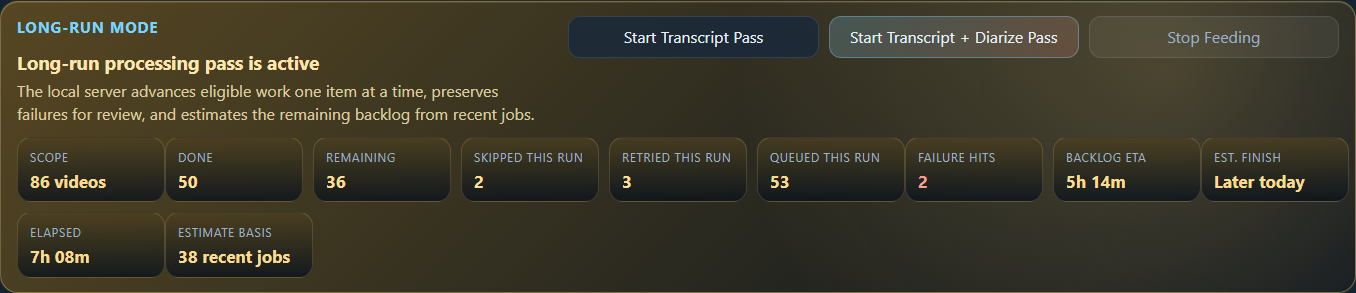 LONG-RUN MODE
Start Transcript Pass
Start Transcript + Diarize Pass
Stop Feeding
Long-run processing pass is active
The local server advances eligible work one item at a time, preserves
failures for review, and estimates the remaining backlog from recent jobs.
SCOPE
86 videos
DONE
50
REMAINING
36
SKIPPED THIS RUN
2
RETRIED THIS RUN
3
QUEUED THIS RUN
53
FAILURE HITS
2
BACKLOG ETA
5h 14m
EST. FINISH
Later today
ELAPSED
7h 08m
ESTIMATE BASIS
38 recent jobs